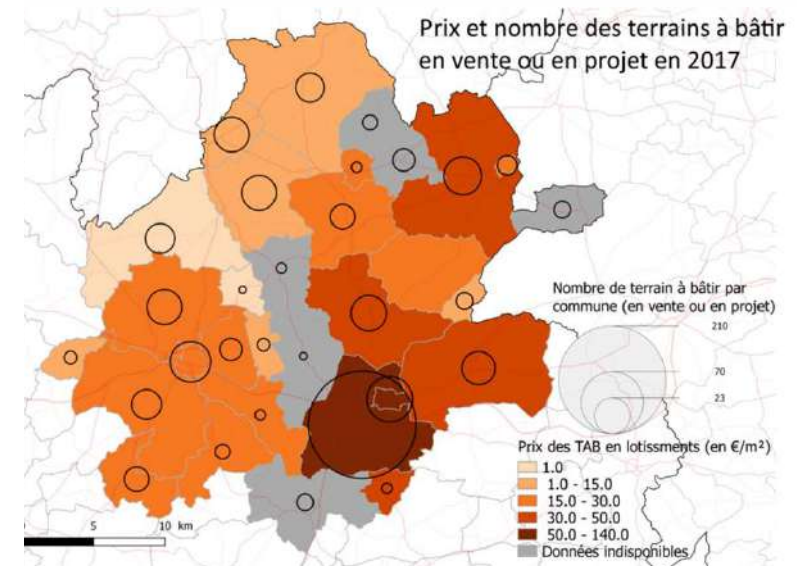 Prix et nombre des terrains à bâtir
en vente ou en projet en 2017
Nombre de terrain à bâtir par
commune (en vente ou en projet)
210
70
23
Prix des TAB en lotissments (en €/m²)
1.0
1.0 - 15.0
15.0 - 30.0
30.0 - 50.0
50.0 - 140.0
Données indisponibles
5 10 km